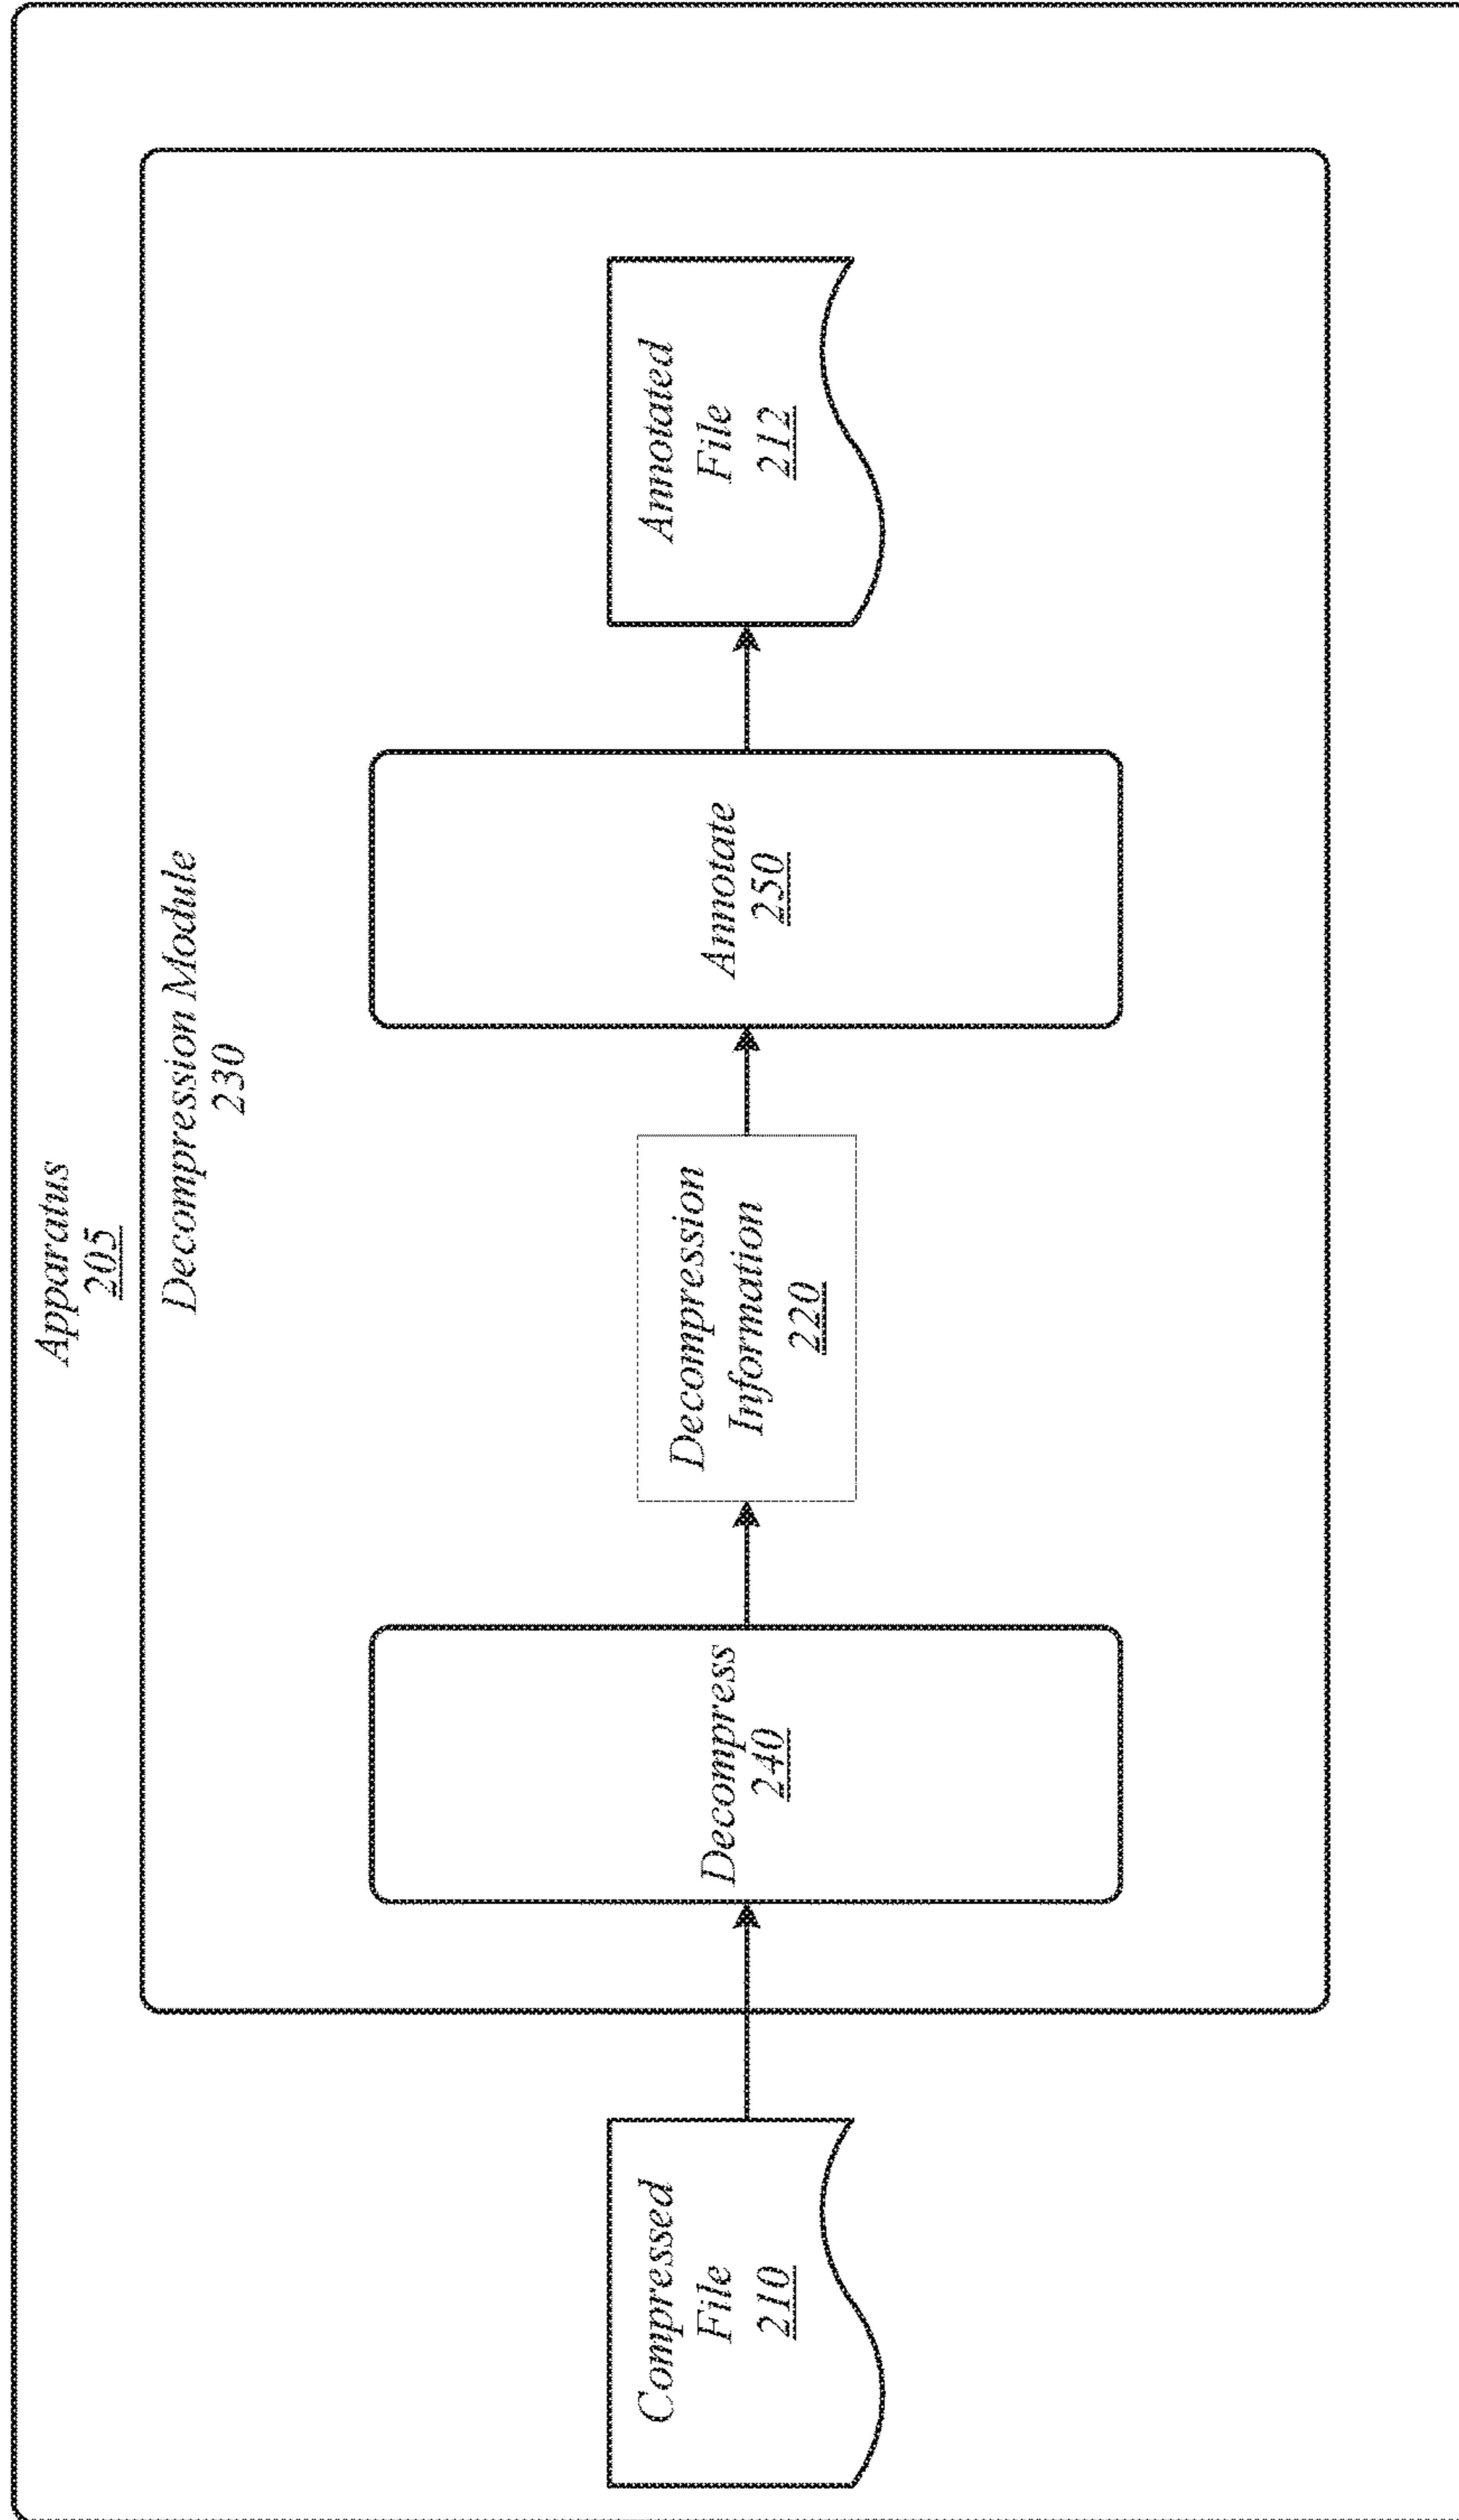 Apparatus
205
Decompression Module
230
Compressed
File
210
Decompress
240
Decompression
Information
220
Annotate
250
Annotated
File
212